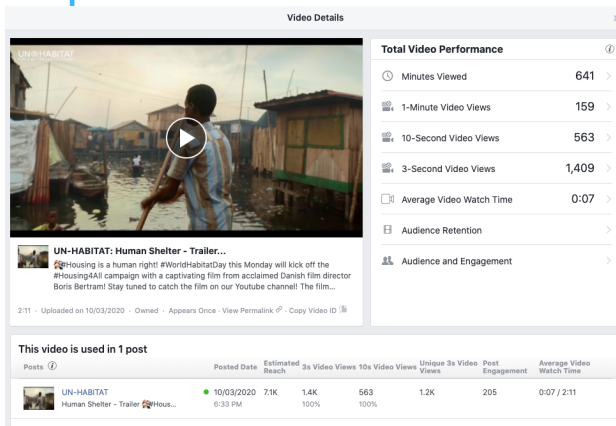 Video Details
UN HABITAT
UN-HABITAT: Human Shelter - Trailer...
#Housing is a human right! #WorldHabitatDay this Monday will kick off the
#Housing4All campaign with a captivating film from acclaimed Danish film director
Boris Bertram! Stay tuned to catch the film on our Youtube channel! The film...
2:11 · Uploaded on 10/03/2020 · Owned · Appears Once · View Permalink · Copy Video ID
Total Video Performance
Minutes Viewed 641
1-Minute Video Views 159
10-Second Video Views 563
3-Second Video Views 1,409
Average Video Watch Time 0:07
Audience Retention
Audience and Engagement
This video is used in 1 post
Posts Posted Date Estimated Reach 3s Video Views 10s Video Views Unique 3s Video Views Post Engagement Average Video Watch Time
UN-HABITAT 10/03/2020 7.1K 1.4K 563 1.2K 205 0:07 / 2:11
Human Shelter - Trailer #Hous... 6:33 PM 100% 100%